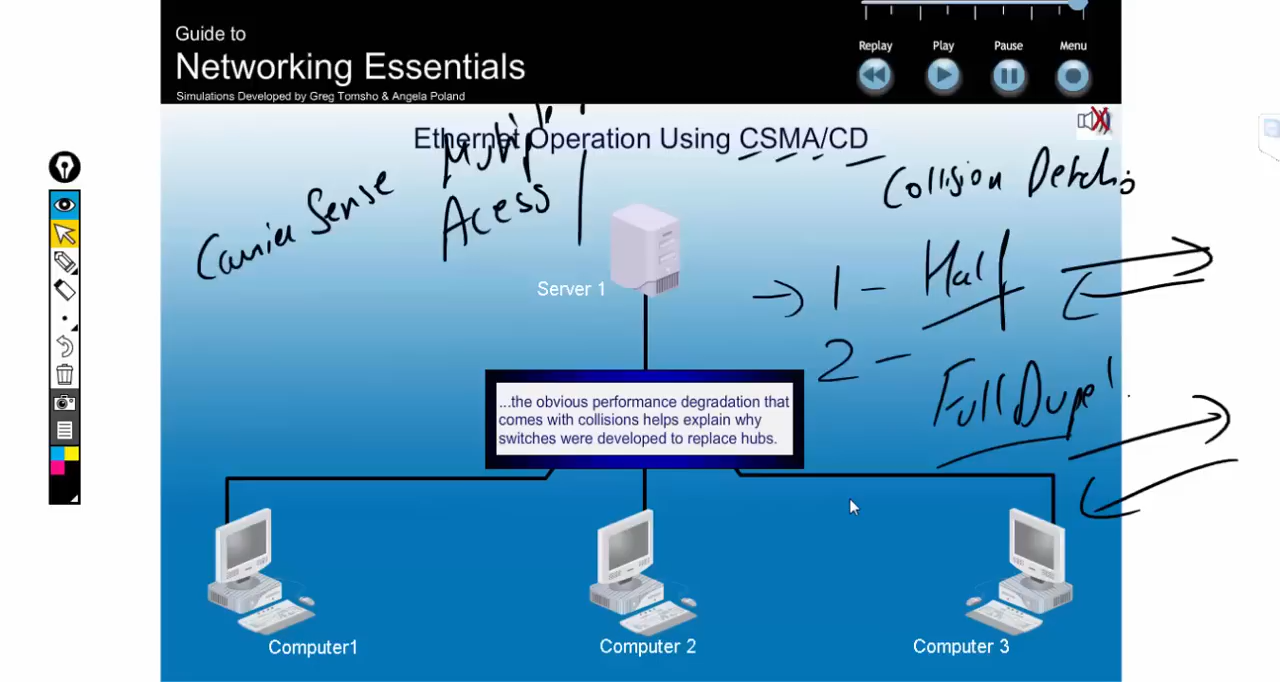 Guide to
Networking Essentials
Simulations Developed by Greg Tomsho & Angela Poland
Replay Play Pause Menu
Ethernet Operation Using CSMA/CD
Carrier Sense
Multiple
Acess /
Collision
Server 1
1 - Half
2 - Full
...the obvious performance degradation that
comes with collisions helps explain why
switches were developed to replace hubs.
Computer1
Computer 2
Computer 3